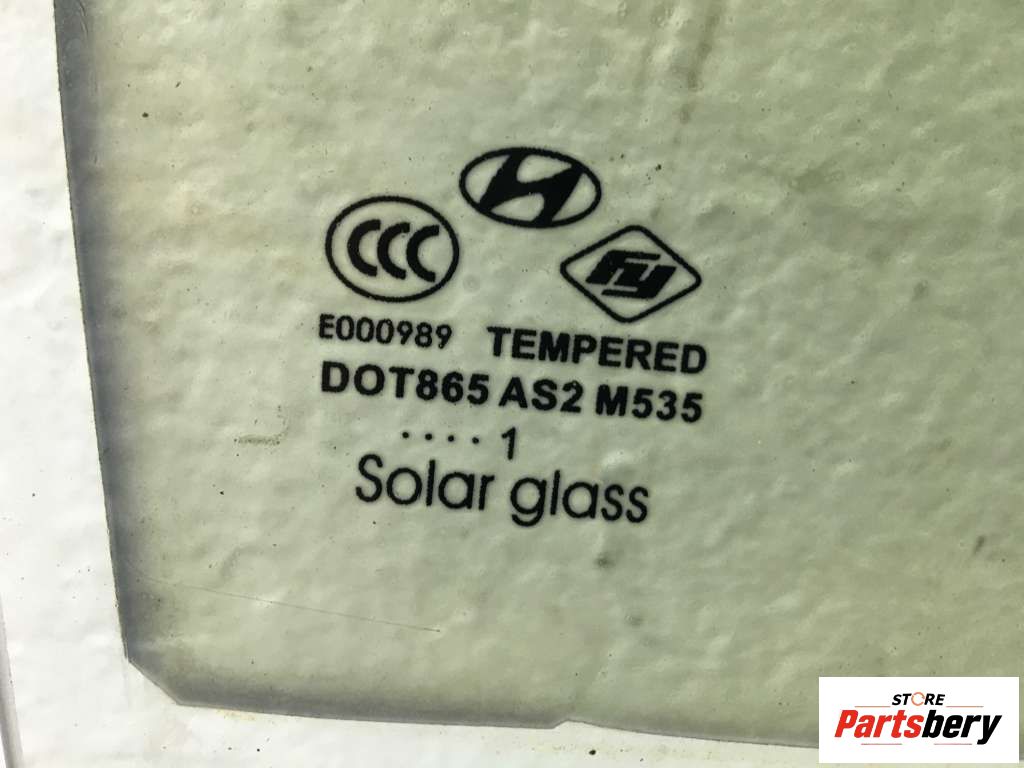 CCC
fy
E000989 TEMPERED
DOT865 AS2 M535
....1
Solar glass
STORE
Partsbery